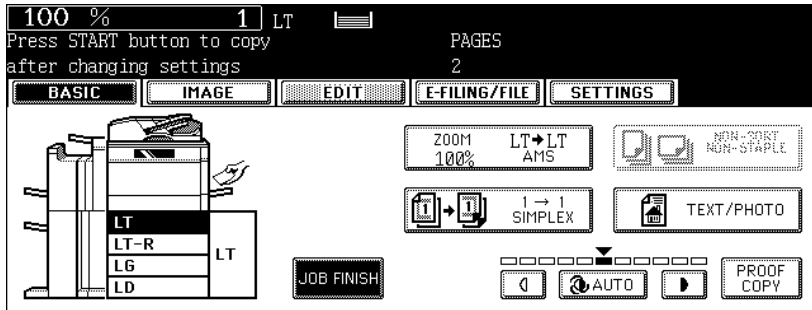 100 % 1 LT
Press START button to copy PAGES
after changing settings 2
BASIC IMAGE EDIT E-FILING/FILE SETTINGS
ZOOM LT→LT
100% AMS
NON-SORT
NON-STAPLE
1 1 1 → 1
SIMPLEX
TEXT/PHOTO
LT
LT-R
LG
LD
LT
JOB FINISH
AUTO
PROOF
COPY